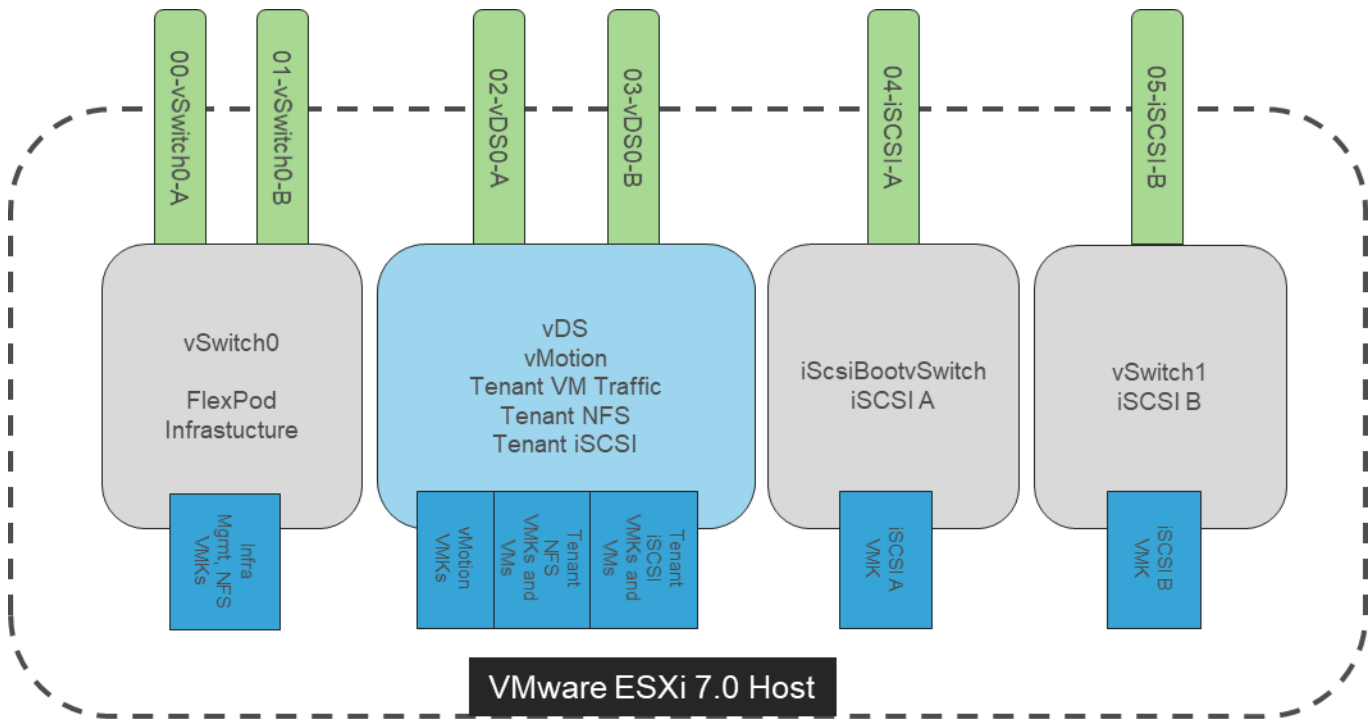 00-vSwitch0-A
01-vSwitch0-B
02-vDS0-A
03-vDS0-B
04-iSCSI-A
05-iSCSI-B
vSwitch0
FlexPod
Infrastucture
vDS
vMotion
Tenant VM Traffic
Tenant NFS
Tenant iSCSI
iScsiBootvSwitch
iSCSI A
vSwitch1
iSCSI B
Infra
Mgmt, NFS
VMKs
vMotion
VMKs
Tenant
NFS
VMKs and
VMs
Tenant
iSCSI
VMKs and
VMs
iSCSI A
VMK
iSCSI B
VMK
VMware ESXi 7.0 Host